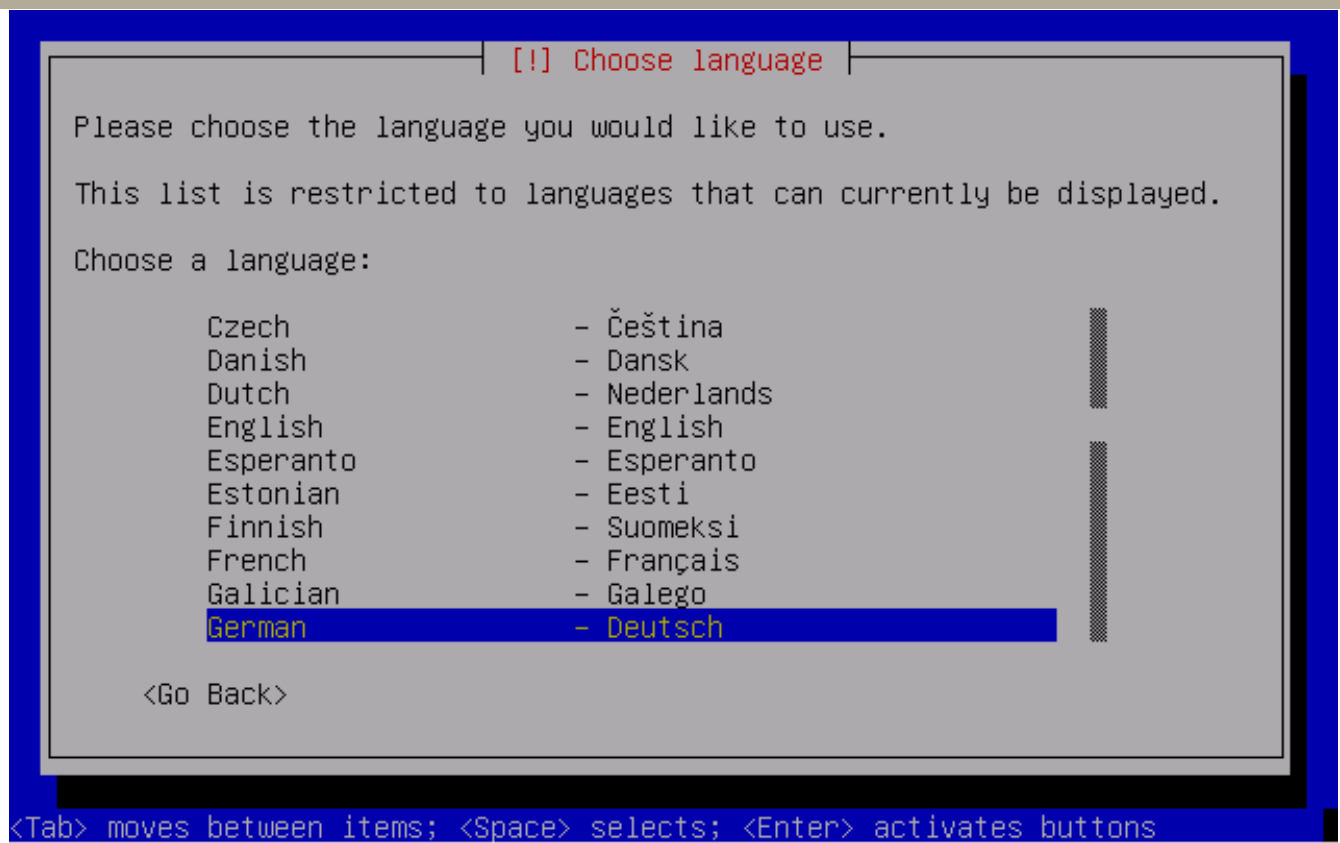 [!] Choose language
Please choose the language you would like to use.
This list is restricted to languages that can currently be displayed.
Choose a language:
Czech – Čeština
Danish – Dansk
Dutch – Nederlands
English – English
Esperanto – Esperanto
Estonian – Eesti
Finnish – Suomeksi
French – Français
Galician – Galego
German – Deutsch
<Go Back>
<Tab> moves between items; <Space> selects; <Enter> activates buttons